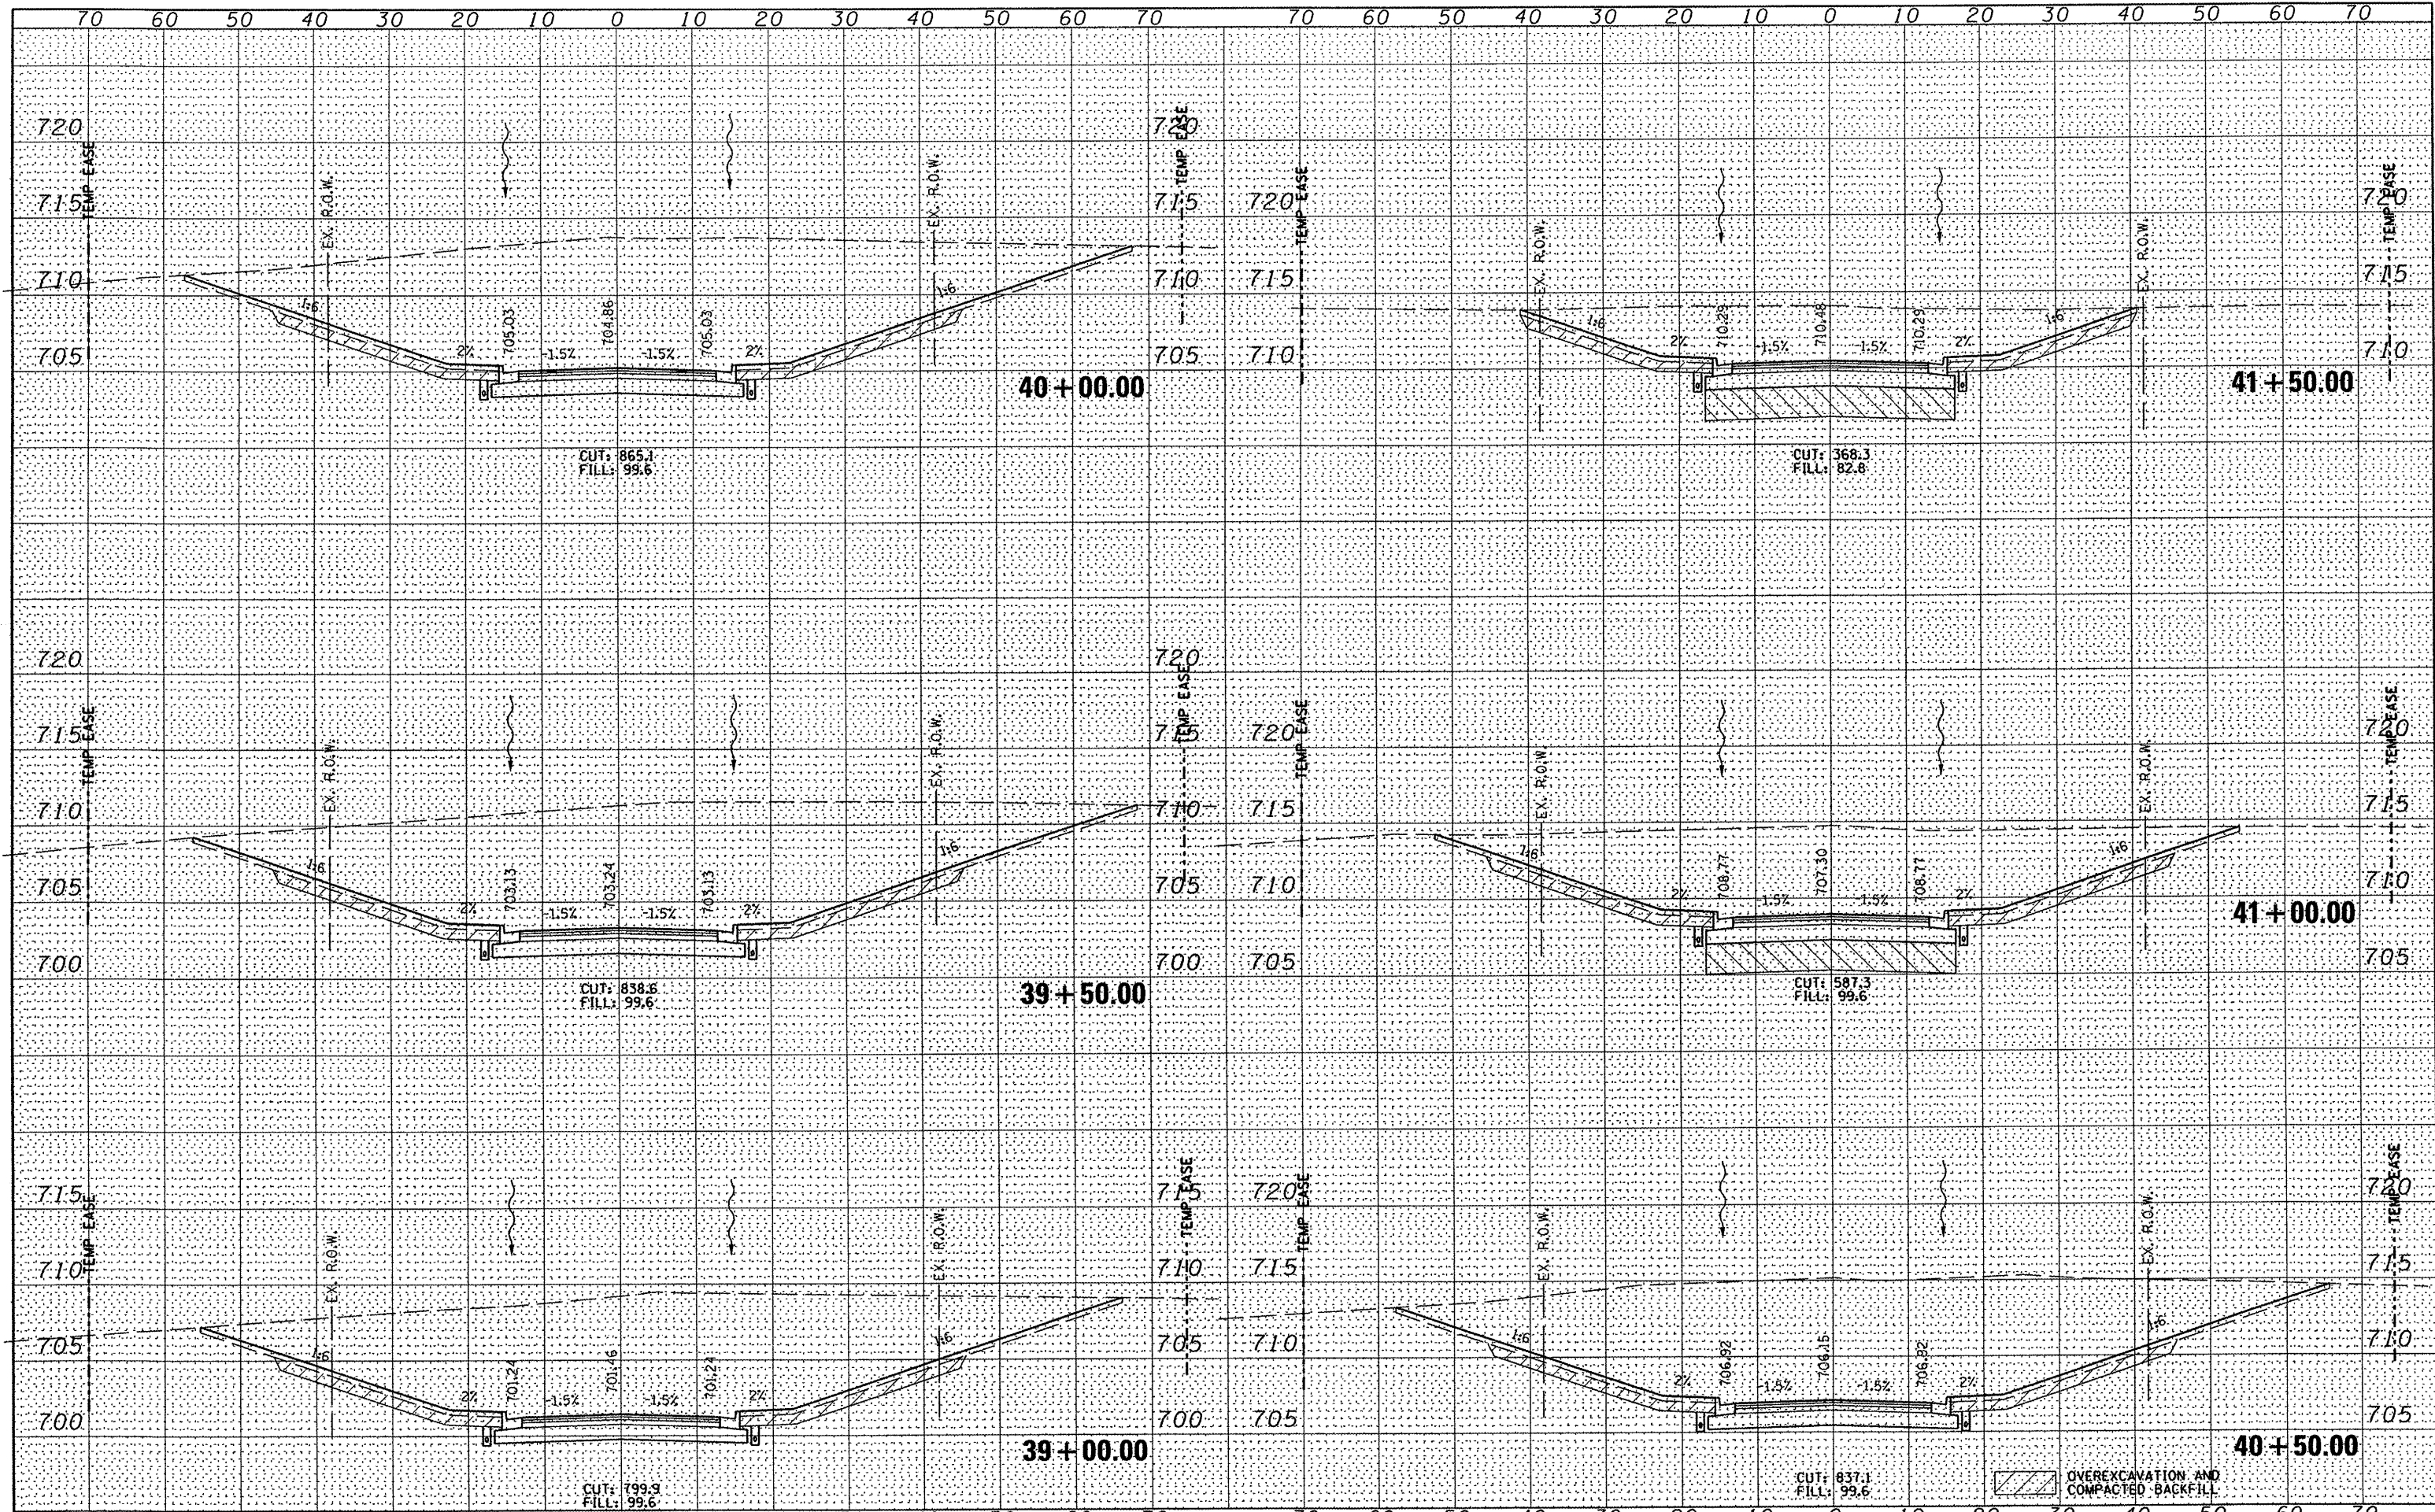 70 60 50 40 30 20 10 0 10 20 30 40 50 60 70 70 60 50 40 30 20 10 0 10 20 30 40 50 60 70
720
715
710
705
TEMP EASE
EX. R.O.W.
1:6
2%
705.03
-1.5%
704.86
-1.5%
705.03
2%
1:6
EX. R.O.W.
TEMP EASE
720
715
710
705
40+00.00
CUT: 865.1
FILL: 99.6
720
715
710
TEMP EASE
EX. R.O.W.
1:6
2%
710.29
-1.5%
710.48
-1.5%
710.29
2%
1:6
EX. R.O.W.
TEMP EASE
720
715
710
41+50.00
CUT: 368.3
FILL: 82.8
720
715
710
705
700
TEMP EASE
EX. R.O.W.
1:6
2%
703.13
-1.5%
703.24
-1.5%
703.13
2%
1:6
EX. R.O.W.
TEMP EASE
720
715
710
705
700
39+50.00
CUT: 838.6
FILL: 99.6
720
715
710
705
TEMP EASE
EX. R.O.W.
1:6
2%
708.77
-1.5%
707.30
-1.5%
708.77
2%
1:6
EX. R.O.W.
TEMP EASE
720
715
710
705
41+00.00
CUT: 587.3
FILL: 99.6
715
710
705
700
TEMP EASE
EX. R.O.W.
1:6
2%
701.24
-1.5%
701.46
-1.5%
701.24
2%
1:6
EX. R.O.W.
TEMP EASE
715
710
705
700
39+00.00
CUT: 799.9
FILL: 99.6
720
715
710
705
TEMP EASE
EX. R.O.W.
1:6
2%
706.92
-1.5%
706.15
-1.5%
706.92
2%
1:6
EX. R.O.W.
TEMP EASE
720
715
710
705
40+50.00
CUT: 837.1
FILL: 99.6
OVEREXCAVATION AND
COMPACTED BACKFILL